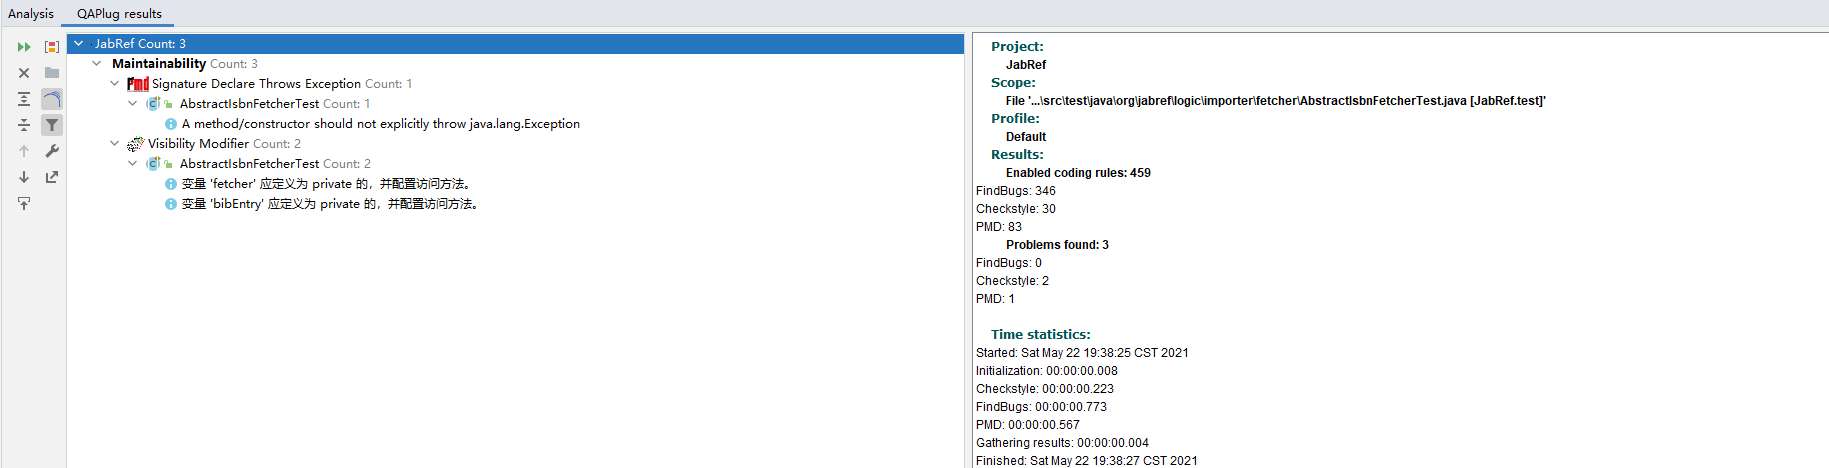 Analysis QAPlug results
JabRef Count: 3
Maintainability Count: 3
pmd Signature Declare Throws Exception Count: 1
C AbstractIsbnFetcherTest Count: 1
A method/constructor should not explicitly throw java.lang.Exception
Visibility Modifier Count: 2
C AbstractIsbnFetcherTest Count: 2
变量 'fetcher' 应定义为 private 的，并配置访问方法。
变量 'bibEntry' 应定义为 private 的，并配置访问方法。
Project:
JabRef
Scope:
File '...\src\test\java\org\jabref\logic\importer\fetcher\AbstractIsbnFetcherTest.java [JabRef.test]'
Profile:
Default
Results:
Enabled coding rules: 459
FindBugs: 346
Checkstyle: 30
PMD: 83
Problems found: 3
FindBugs: 0
Checkstyle: 2
PMD: 1
Time statistics:
Started: Sat May 22 19:38:25 CST 2021
Initialization: 00:00:00.008
Checkstyle: 00:00:00.223
FindBugs: 00:00:00.773
PMD: 00:00:00.567
Gathering results: 00:00:00.004
Finished: Sat May 22 19:38:27 CST 2021